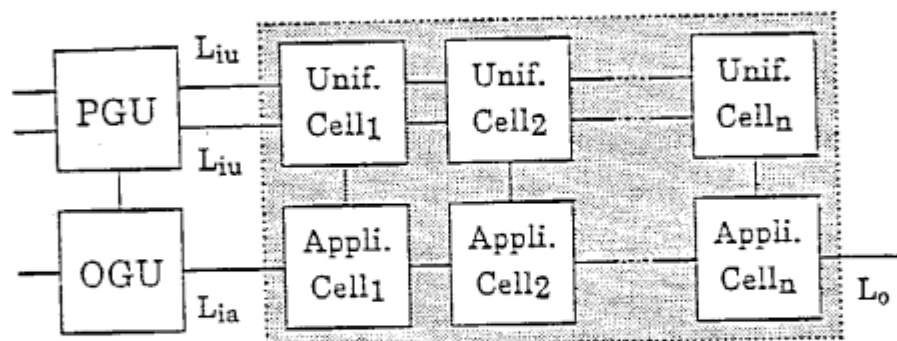 L_iu
PGU
L_iu
Unif.
Cell_1
Unif.
Cell_2
Unif.
Cell_n
OGU
L_ia
Appli.
Cell_1
Appli.
Cell_2
Appli.
Cell_n
L_o